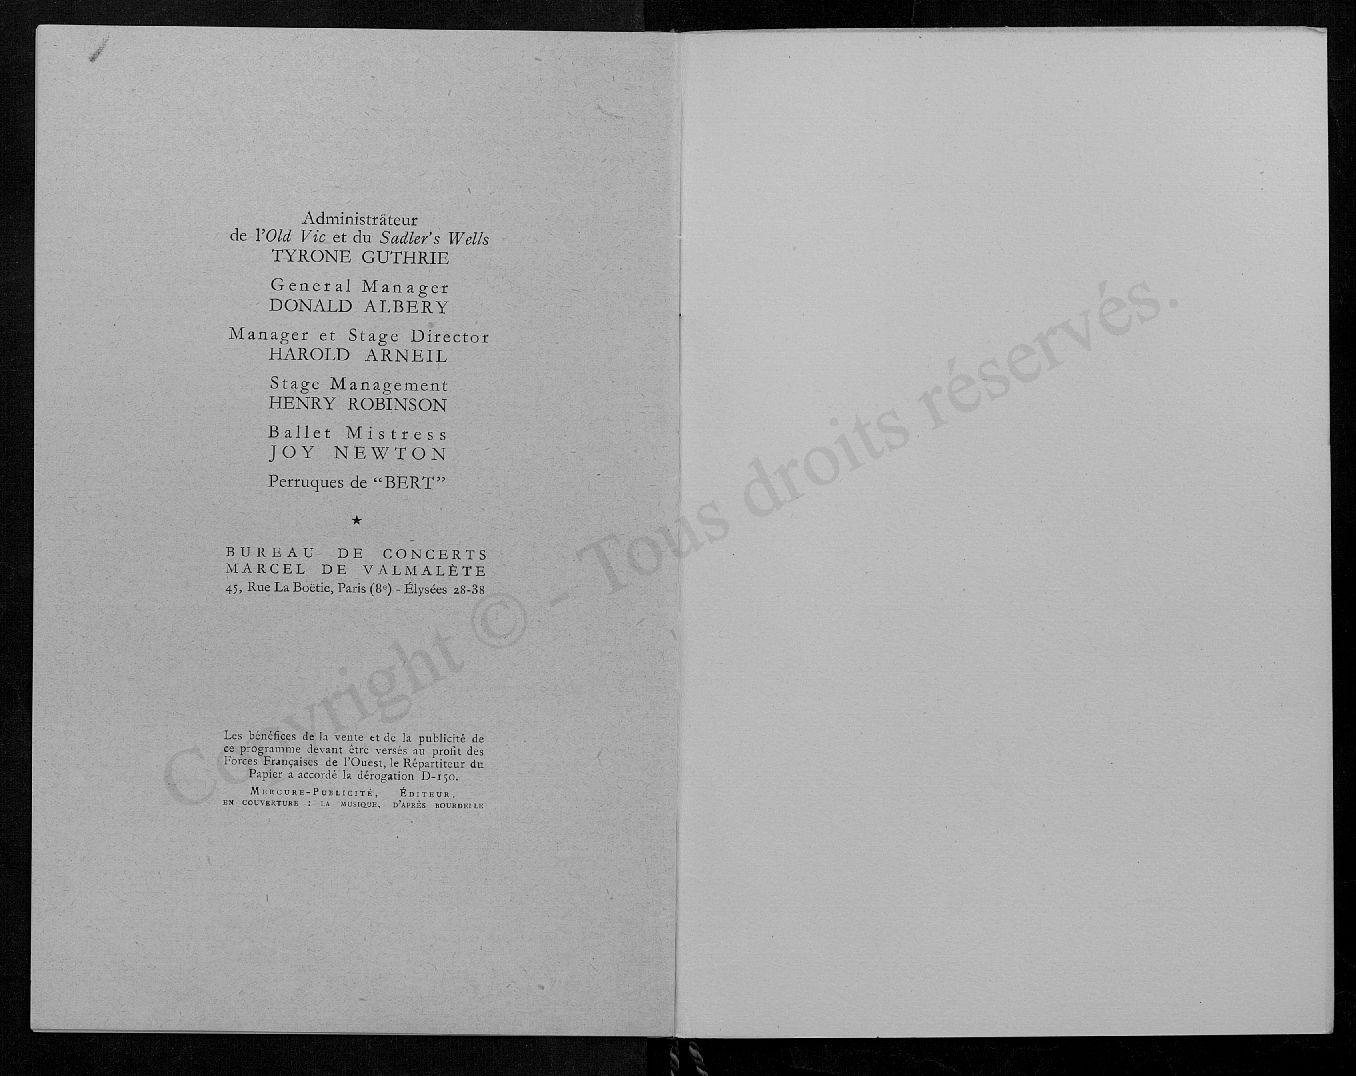 Administrâteur
de l'Old Vic et du Sadler's Wells
TYRONE GUTHRIE
General Manager
DONALD ALBERY
Manager et Stage Director
HAROLD ARNEIL
Stage Management
HENRY ROBINSON
Ballet Mistress
JOY NEWTON
Perruques de “BERT”
★
BUREAU DE CONCERTS
MARCEL DE VALMALÈTE
45, Rue La Boëtie, Paris (8e) - Élysées 28-38
Les bénéfices de la vente et de la publicité de
ce programme devant être versés au profit des
Forces Françaises de l'Ouest, le Répartiteur du
Papier a accordé la dérogation D-150.
MERCURE-PUBLICITÉ, ÉDITEUR,
EN COUVERTURE : LA MUSIQUE, D'APRÉS BOURDELLE
Copyright © - Tous droits réservés.